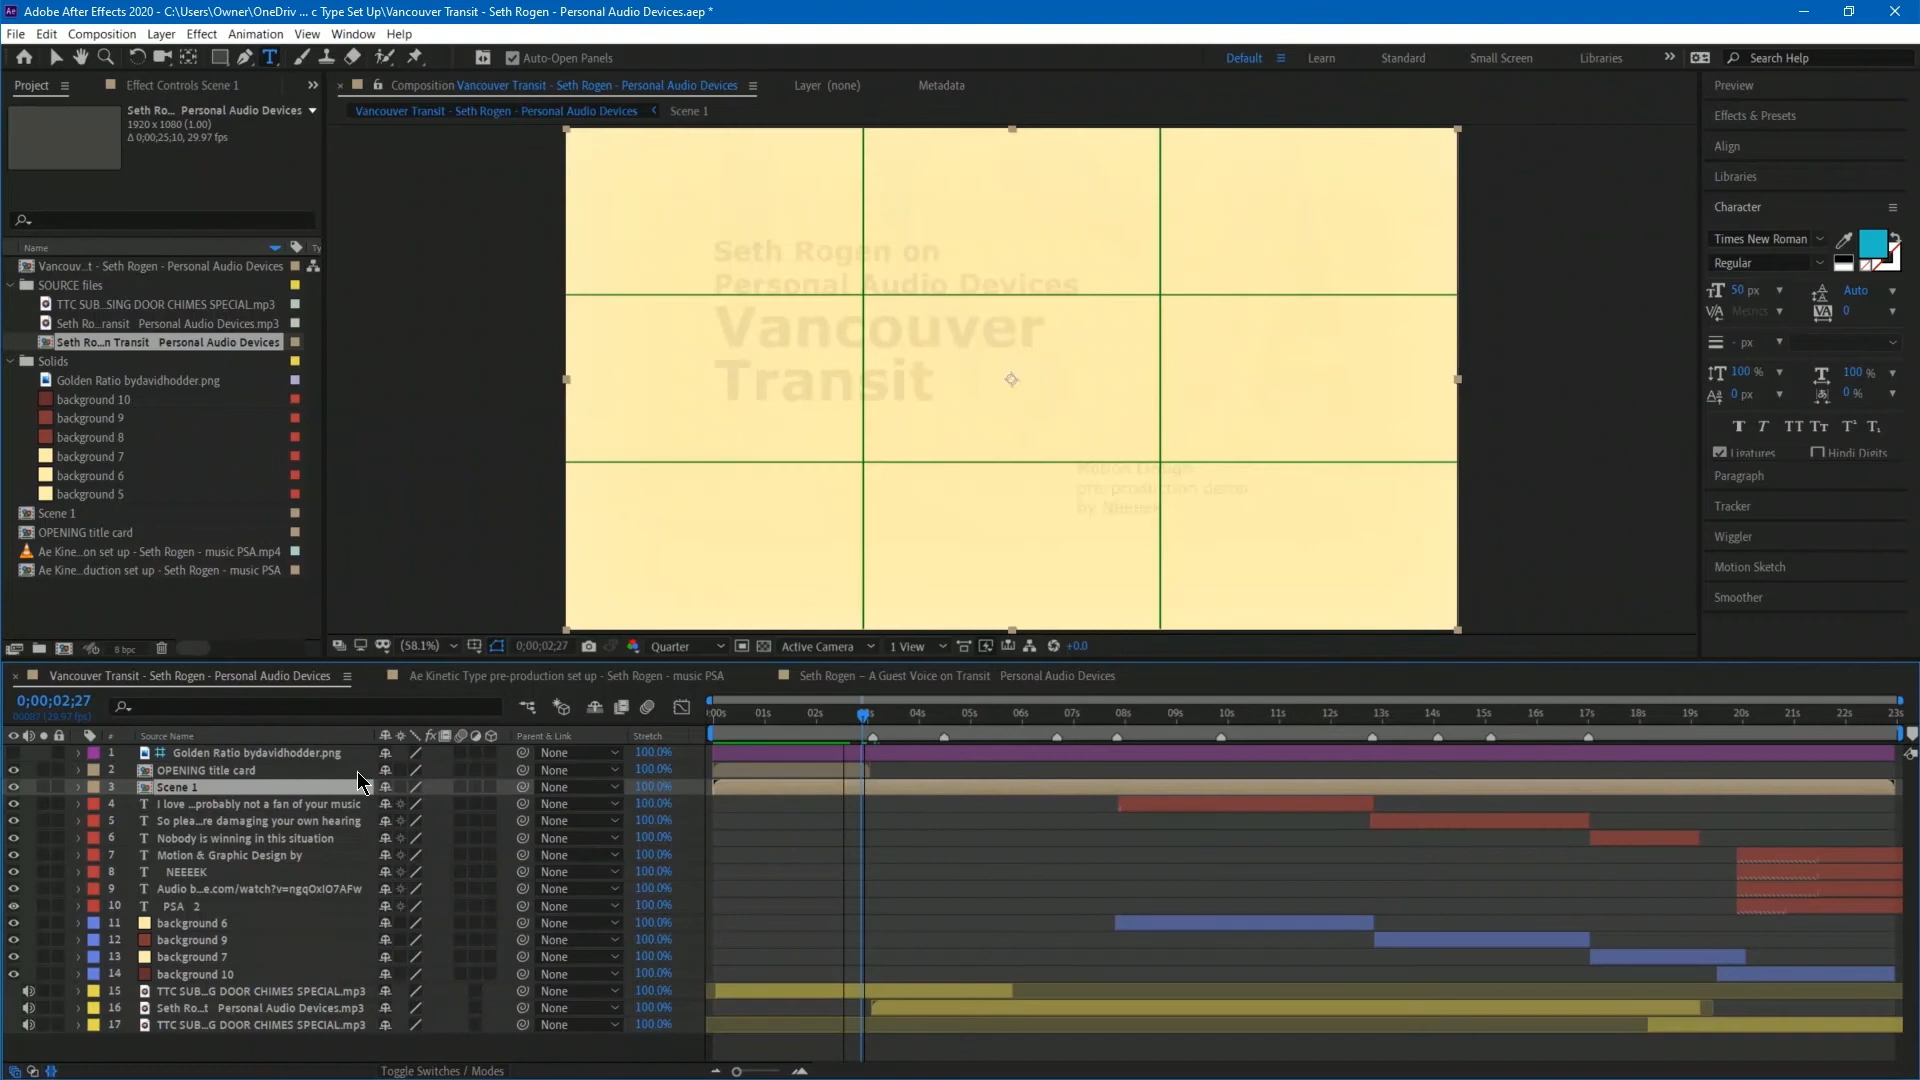 Adobe After Effects 2020 - C:\Users\Owner\OneDriv ... c Type Set Up\Vancouver Transit - Seth Rogen - Personal Audio Devices.aep *
File Edit Composition Layer Effect Animation View Window Help
Auto-Open Panels
Default Learn Standard Small Screen Libraries Search Help
Project Effect Controls Scene 1
Composition Vancouver Transit - Seth Rogen - Personal Audio Devices Layer (none) Metadata
Vancouver Transit - Seth Rogen - Personal Audio Devices Scene 1
Seth Ro... Personal Audio Devices
1920 x 1080 (1.00)
Δ 0;00;25;10, 29.97 fps
Name Ty
Vancouv...t - Seth Rogen - Personal Audio Devices
SOURCE files
TTC SUB...SING DOOR CHIMES SPECIAL.mp3
Seth Ro...ransit Personal Audio Devices.mp3
Seth Ro...n Transit Personal Audio Devices
Solids
Golden Ratio bydavidhodder.png
background 10
background 9
background 8
background 7
background 6
background 5
Scene 1
OPENING title card
Ae Kine...on set up - Seth Rogen - music PSA.mp4
Ae Kine...duction set up - Seth Rogen - music PSA
8 bpc
Seth Rogen on
Personal Audio Devices
Vancouver
Transit
Motion Design
pre-production demo
by Neeeek
(58.1%) 0;00;02;27 Quarter Active Camera 1 View +0.0
Preview
Effects & Presets
Align
Libraries
Character
Times New Roman
Regular
50 px Auto
Metrics 0
- px
100 % 100 %
0 px 0 %
T T TT Tt T¹ T₁
Ligatures Hindi Digits
Paragraph
Tracker
Wiggler
Motion Sketch
Smoother
Vancouver Transit - Seth Rogen - Personal Audio Devices Ae Kinetic Type pre-production set up - Seth Rogen - music PSA Seth Rogen – A Guest Voice on Transit Personal Audio Devices
0;00;02;27
00087 (29.97 fps)
:00s 01s 02s 04s 05s 06s 07s 08s 09s 10s 11s 12s 13s 14s 15s 16s 17s 18s 19s 20s 21s 22s 23s
# Source Name fx Parent & Link Stretch
1 Golden Ratio bydavidhodder.png None 100.0%
2 OPENING title card None 100.0%
3 Scene 1 None 100.0%
4 T I love ...probably not a fan of your music None 100.0%
5 T So plea...re damaging your own hearing None 100.0%
6 T Nobody is winning in this situation None 100.0%
7 T Motion & Graphic Design by None 100.0%
8 T NEEEEK None 100.0%
9 T Audio b...e.com/watch?v=ngqOxIO7AFw None 100.0%
10 T PSA 2 None 100.0%
11 background 6 None 100.0%
12 background 9 None 100.0%
13 background 7 None 100.0%
14 background 10 None 100.0%
15 TTC SUB...G DOOR CHIMES SPECIAL.mp3 None 100.0%
16 Seth Ro...t Personal Audio Devices.mp3 None 100.0%
17 TTC SUB...G DOOR CHIMES SPECIAL.mp3 None 100.0%
Toggle Switches / Modes